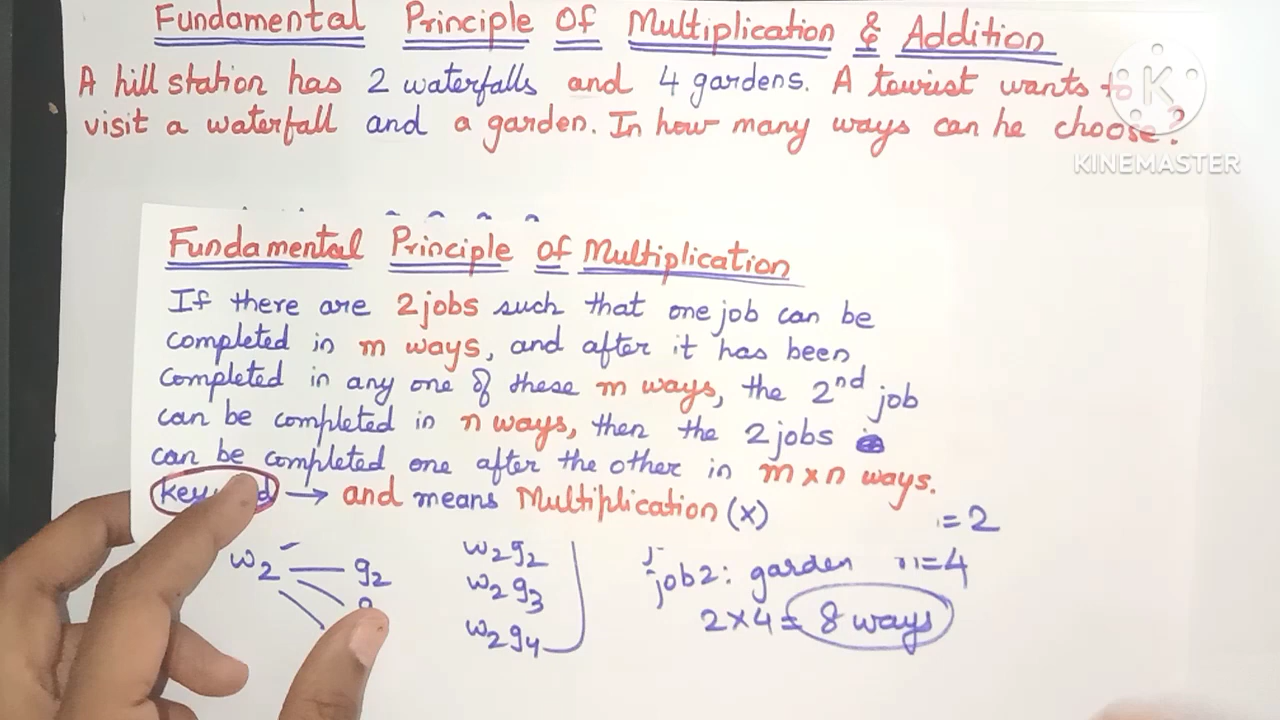 Fundamental Principle Of Multiplication & Addition
A hill station has 2 waterfalls and 4 gardens. A tourist wants to
visit a waterfall and a garden. In how many ways can he choose?
K
KINEMASTER
Fundamental Principle of Multiplication
If there are 2 jobs such that one job can be
completed in m ways, and after it has been
completed in any one of these m ways, the 2nd job
can be completed in n ways, then the 2 jobs
can be completed one after the other in m x n ways.
→ and means Multiplication (x)
= 2
w2 g2 w2g2 job2: garden n=4
w2g3
2 x 4 = 8 ways
w2g4